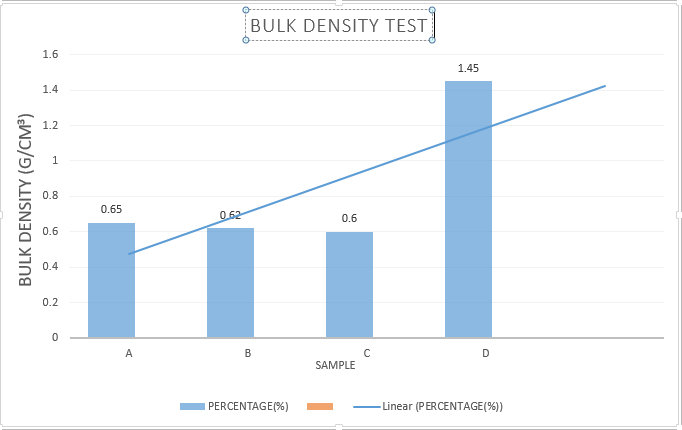 BULK DENSITY TEST
BULK DENSITY (G/CM³)
1.6
1.4
1.2
1
0.8
0.6
0.4
0.2
0
0.65
0.62
0.6
1.45
A B C D
SAMPLE
PERCENTAGE(%) Linear (PERCENTAGE(%))